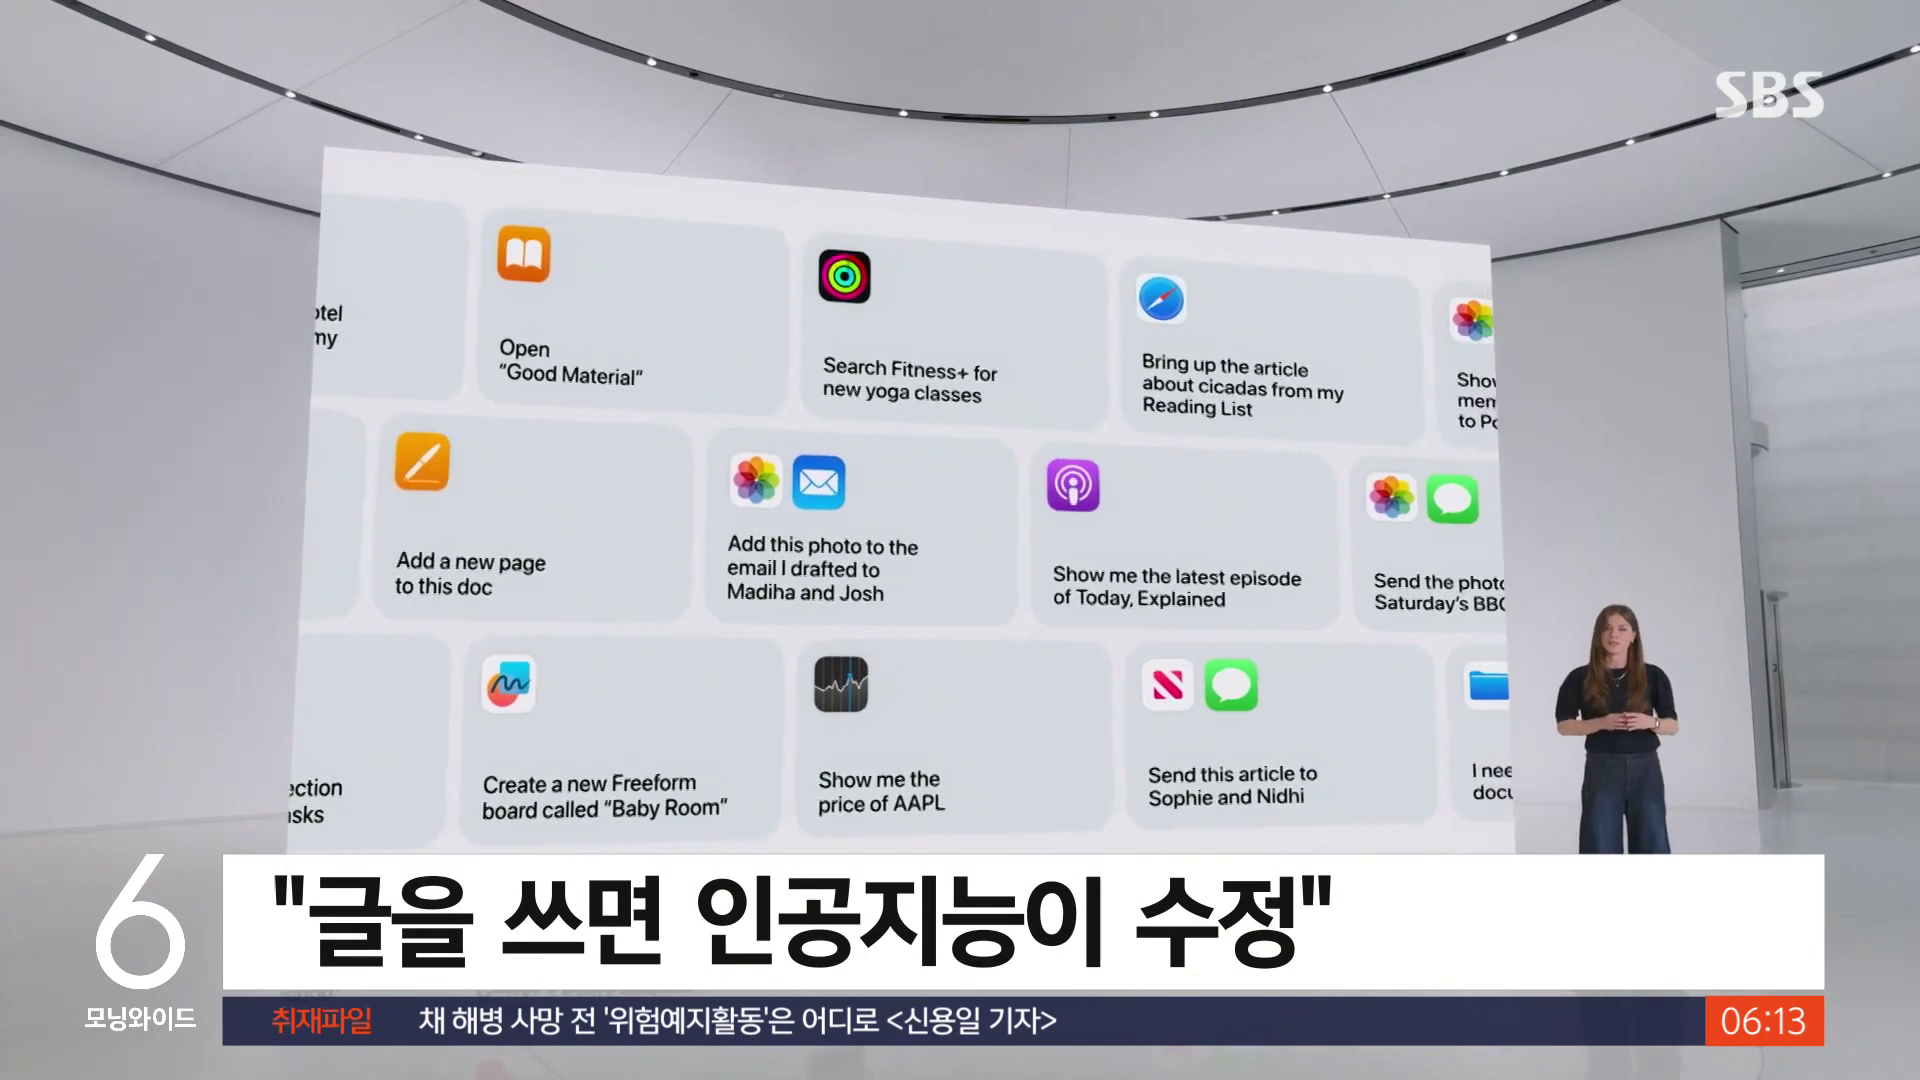 SBS
otel
my
Open
“Good Material”
Search Fitness+ for
new yoga classes
Bring up the article
about cicadas from my
Reading List
Show
mem
to Po
Add a new page
to this doc
Add this photo to the
email I drafted to
Madiha and Josh
Show me the latest episode
of Today, Explained
Send the photo
Saturday’s BBQ
ection
asks
Create a new Freeform
board called “Baby Room”
Show me the
price of AAPL
Send this article to
Sophie and Nidhi
I nee
docu
6
모닝와이드
"글을 쓰면 인공지능이 수정"
취재파일 채 해병 사망 전 '위험예지활동'은 어디로 <신용일 기자>
06:13